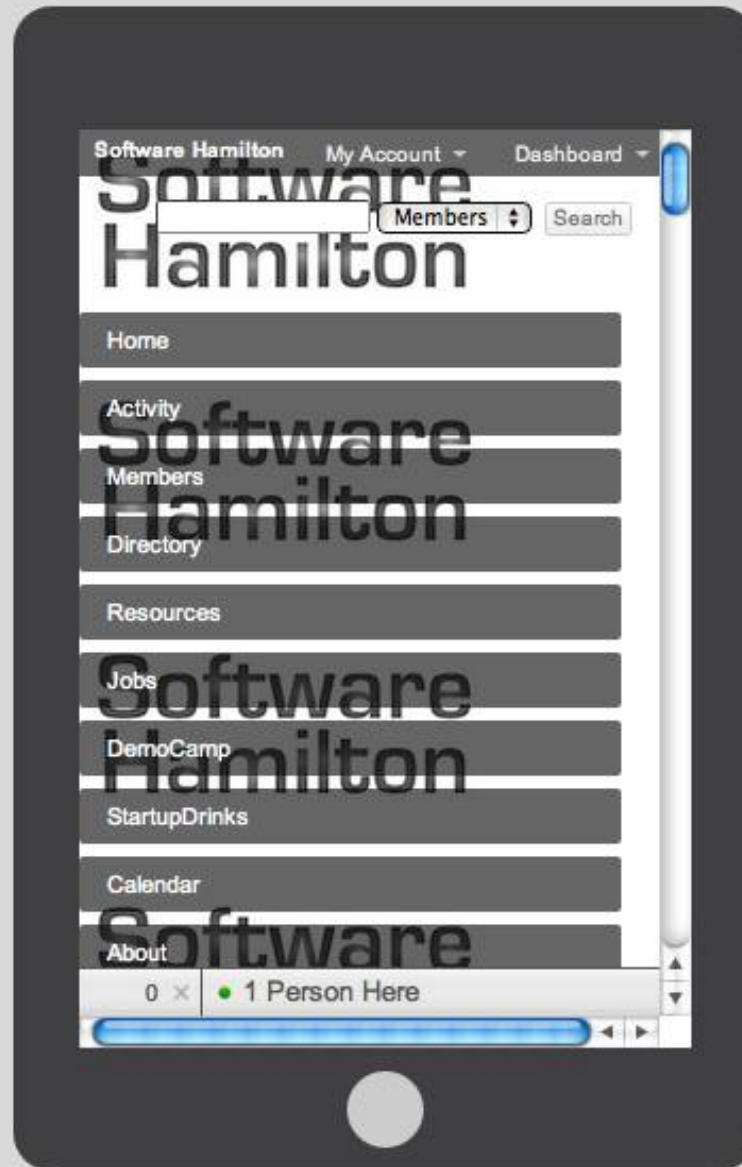 Software Hamilton My Account Dashboard
Software
Members Search
Hamilton
Home
Activity
Software
Members
Hamilton
Directory
Resources
Jobs
Software
DemoCamp
Hamilton
StartupDrinks
Calendar
About
Software
0 × 1 Person Here